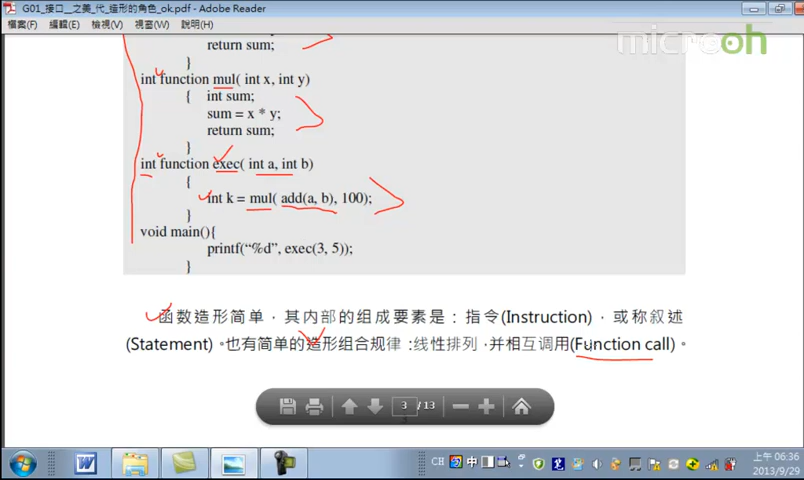 G01_接口__之美_代_造形的角色_ok.pdf - Adobe Reader
檔案(F) 編輯(E) 檢視(V) 視窗(W) 說明(H)
microoh
return sum;
}
int function mul( int x, int y)
{ int sum;
sum = x * y;
return sum;
}
int function exec( int a, int b)
{
int k = mul( add(a, b), 100);
}
void main(){
printf(“%d”, exec(3, 5));
}
函数造形简单，其内部的组成要素是：指令(Instruction)，或称叙述
(Statement)。也有简单的造形组合规律：线性排列，并相互调用(Function call)。
3 / 13
CH 中
上午 06:36
2013/9/29